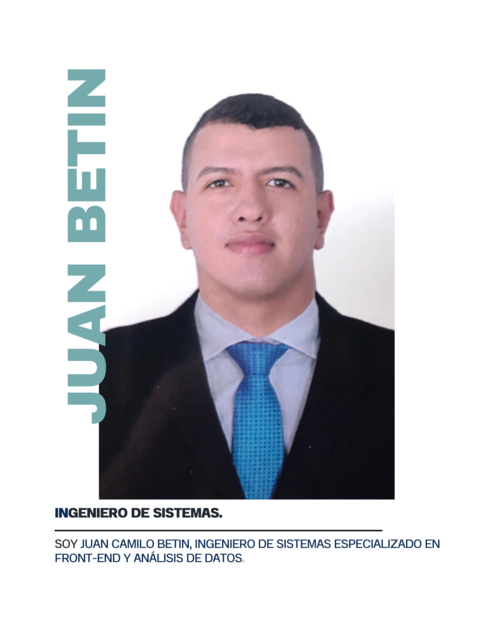 JUAN BETIN
INGENIERO DE SISTEMAS.
SOY JUAN CAMILO BETIN, INGENIERO DE SISTEMAS ESPECIALIZADO EN
FRONT-END Y ANÁLISIS DE DATOS.